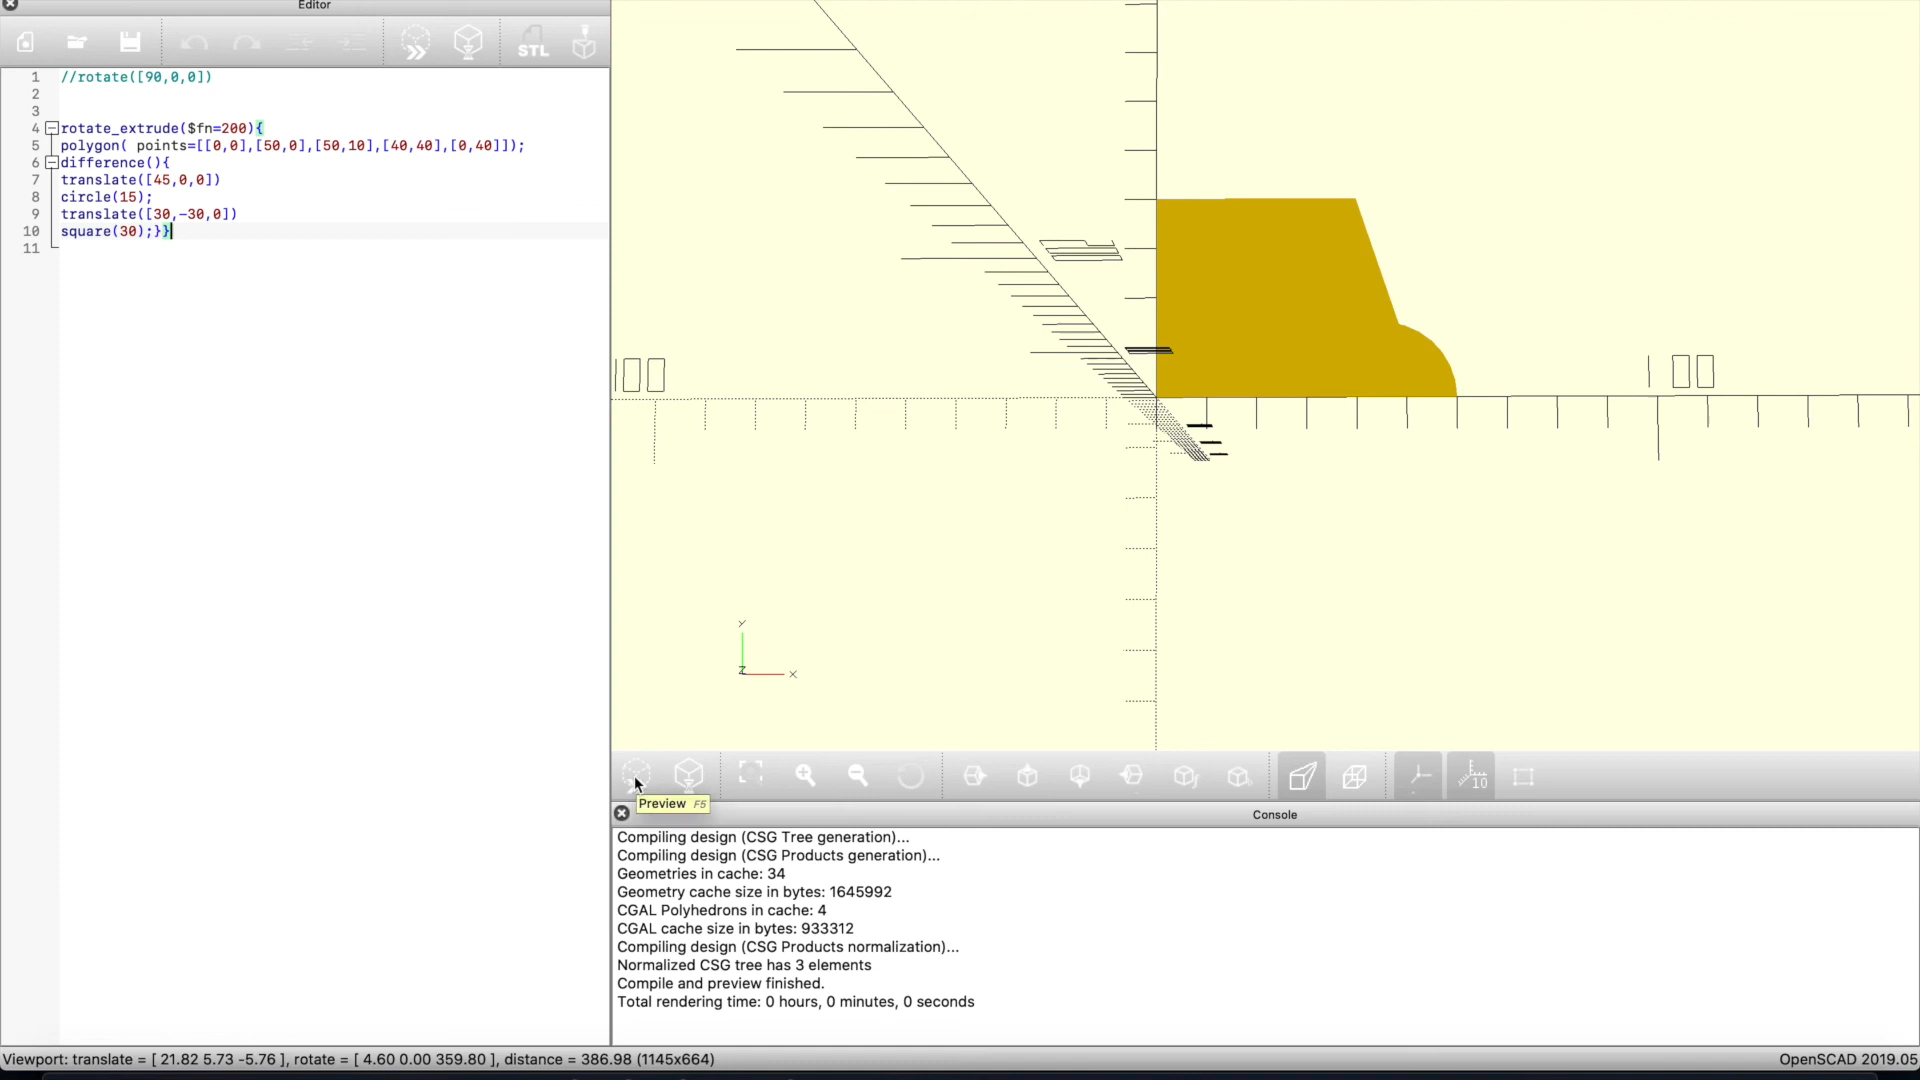 Editor
STL
1 //rotate([90,0,0])
2
3
4 rotate_extrude($fn=200){
5 polygon( points=[[0,0],[50,0],[50,10],[40,40],[0,40]]);
6 difference(){
7 translate([45,0,0])
8 circle(15);
9 translate([30,-30,0])
10 square(30);}}
11
100
100
Y
Z
X
10
Preview F5
Console
Compiling design (CSG Tree generation)...
Compiling design (CSG Products generation)...
Geometries in cache: 34
Geometry cache size in bytes: 1645992
CGAL Polyhedrons in cache: 4
CGAL cache size in bytes: 933312
Compiling design (CSG Products normalization)...
Normalized CSG tree has 3 elements
Compile and preview finished.
Total rendering time: 0 hours, 0 minutes, 0 seconds
Viewport: translate = [ 21.82 5.73 -5.76 ], rotate = [ 4.60 0.00 359.80 ], distance = 386.98 (1145x664)
OpenSCAD 2019.05